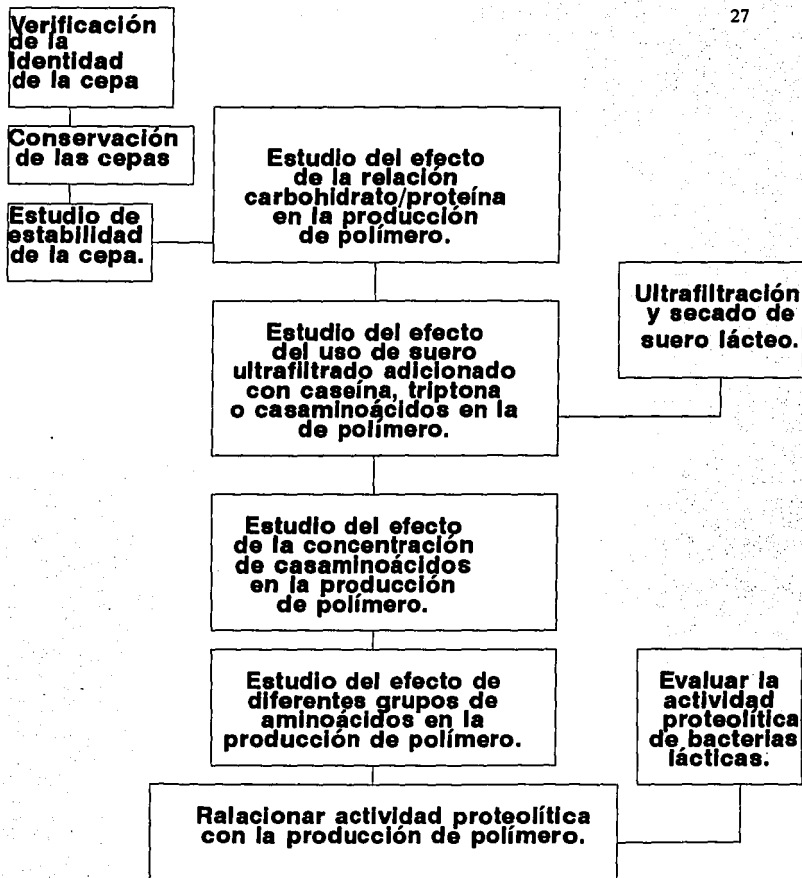 27
Verificación
de la
identidad
de la cepa
Conservación
de las cepas
Estudio de
estabilidad
de la cepa.
Estudio del efecto
de la relación
carbohidrato/proteína
en la producción
de polímero.
Ultrafiltración
y secado de
suero lácteo.
Estudio del efecto
del uso de suero
ultrafiltrado adicionado
con caseína, triptona
o casaminoácidos en la
de polímero.
Estudio del efecto
de la concentración
de casaminoácidos
en la producción
de polímero.
Estudio del efecto de
diferentes grupos de
aminoácidos en la
producción de polímero.
Evaluar la
actividad
proteolítica
de bacterias
lácticas.
Ralacionar actividad proteolítica
con la producción de polímero.